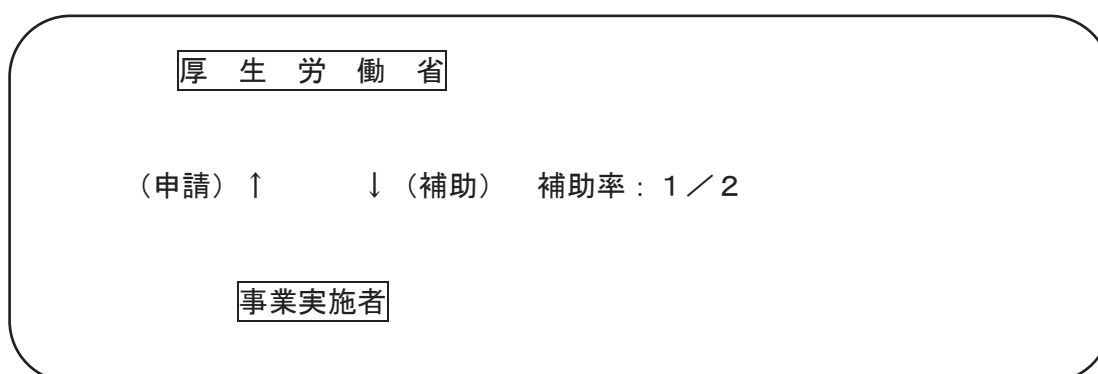 厚　生　労　働　省
（申請）↑　　　↓（補助）　補助率：１／２
事業実施者